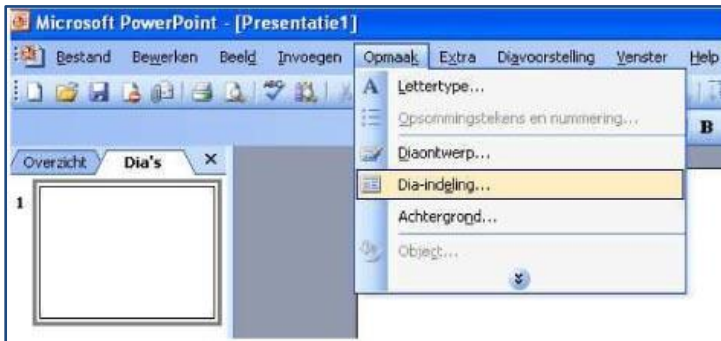 Microsoft PowerPoint - [Presentatie1]
Bestand Bewerken Beeld Invoegen Opmaak Extra Diavoorstelling Venster Help
ABC
A Lettertype...
Opsommingstekens en nummering...
B
Diaontwerp...
Overzicht Dia's ×
Dia-indeling...
1
Achtergrond...
Object...